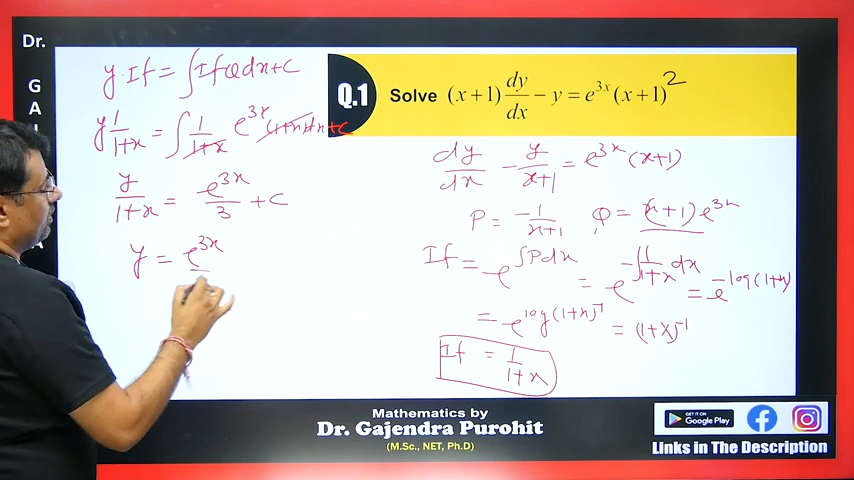 Dr.
G
A
A
y·If = ∫If Q dx + c
y 1/1+x = ∫ 1/1+x e^3x (1+x)dx+c
y/1+x = e^3x/3 + c
y = e^3x
Q.1
Solve (x+1) dy/dx − y = e^3x (x+1)^2
dy/dx − y/x+1 = e^3x (x+1)
P = −1/x+1 Q = (x+1) e^3x
If = e^∫Pdx = e^−∫1/1+x dx = e^−log(1+x)
= e^log(1+x)^−1 = (1+x)^−1
If = 1/1+x
Mathematics by
Dr. Gajendra Purohit
(M.Sc., NET, Ph.D)
GET IT ON
Google Play
Links in The Description